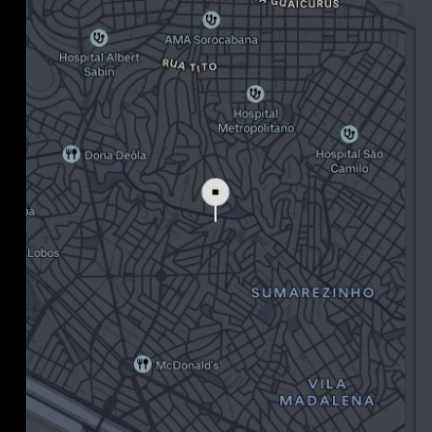 A GUAICURUS
AMA Sorocabana
Hospital Albert
Sabin
RUA TITO
Hospital
Metropolitano
Hospital São
Camilo
Dona Deôla
ba
Lobos
SUMAREZINHO
McDonald's
VILA
MADALENA